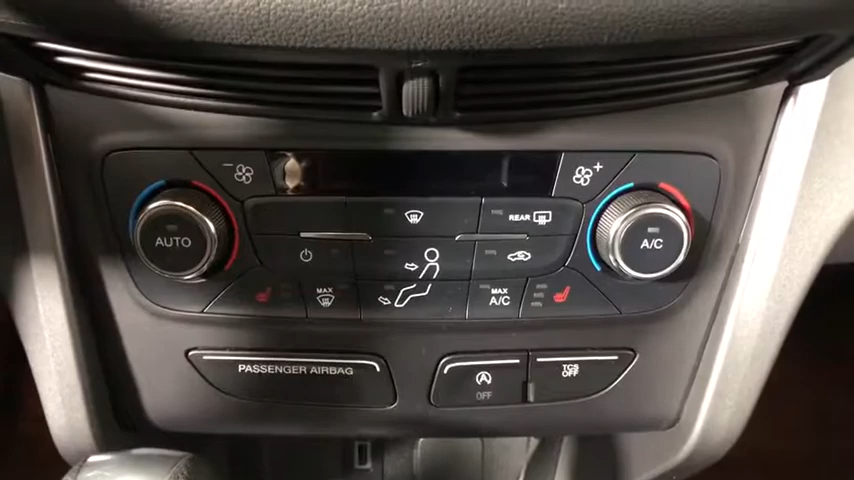 REAR
AUTO
A/C
MAX
MAX
A/C
PASSENGER AIRBAG
A
OFF
TCS
OFF